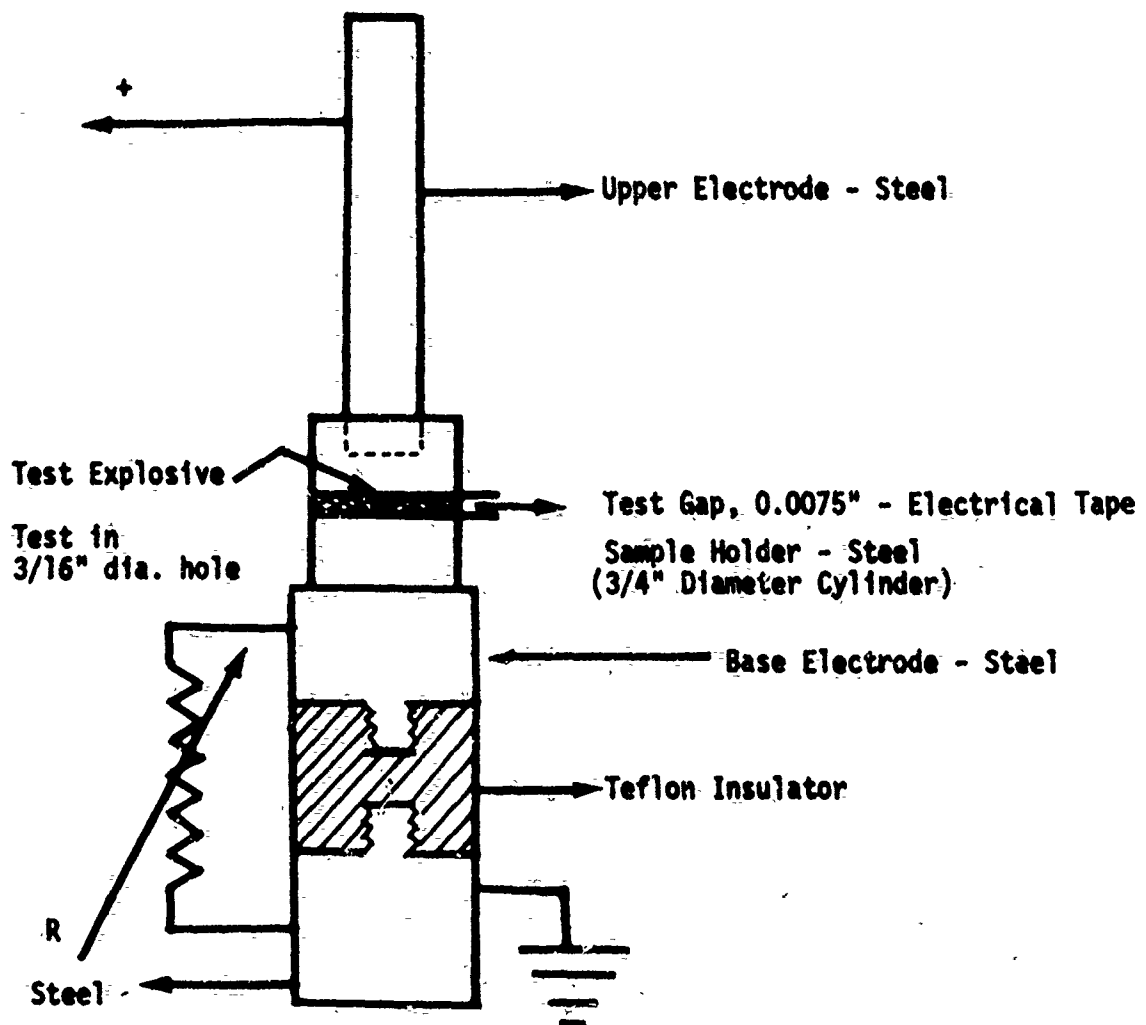 +
Upper Electrode - Steel
Test Explosive
Test Gap, 0.0075" - Electrical Tape
Test in
3/16" dia. hole
Sample Holder - Steel
(3/4" Diameter Cylinder)
Base Electrode - Steel
Teflon Insulator
R
Steel